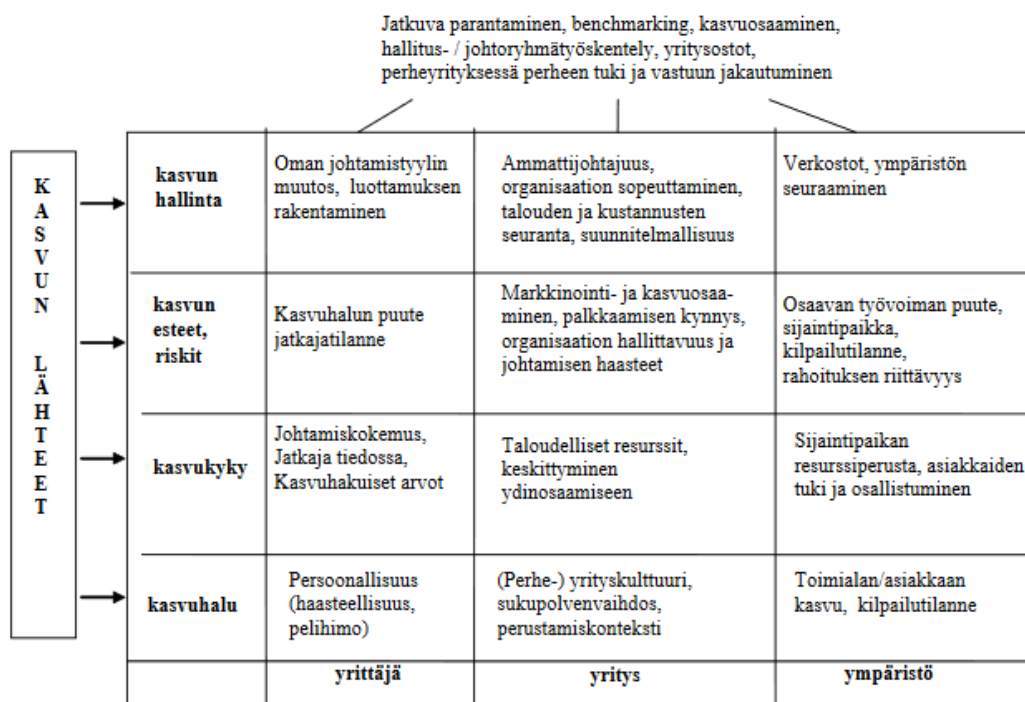 Jatkuva parantaminen, benchmarking, kasvuosaaminen,
hallitus- / johtoryhmätyöskentely, yritysostot,
perheyrityksessä perheen tuki ja vastuun jakautuminen
KASVUN LÄHTEET
kasvun
hallinta
Oman johtamistyylin
muutos, luottamuksen
rakentaminen
Ammattijohtajuus,
organisaation sopeuttaminen,
talouden ja kustannusten
seuranta, suunnitelmallisuus
Verkostot, ympäristön
seuraaminen
kasvun
esteet,
riskit
Kasvuhalun puute
jatkajatilanne
Markkinointi- ja kasvuosaa-
minen, palkkaamisen kynnys,
organisaation hallittavuus ja
johtamisen haasteet
Osaavan työvoiman puute,
sijaintipaikka,
kilpailutilanne,
rahoituksen riittävyys
kasvukyky
Johtamiskokemus,
Jatkaja tiedossa,
Kasvuhakuiset arvot
Taloudelliset resurssit,
keskittyminen
ydinosaamiseen
Sijaintipaikan
resurssiperusta, asiakkaiden
tuki ja osallistuminen
kasvuhalu
Persoonallisuus
(haasteellisuus,
pelihimo)
(Perhe-) yrityskulttuuri,
sukupolvenvaihdos,
perustamiskonteksti
Toimialan/asiakkaan
kasvu, kilpailutilanne
yrittäjä
yritys
ympäristö